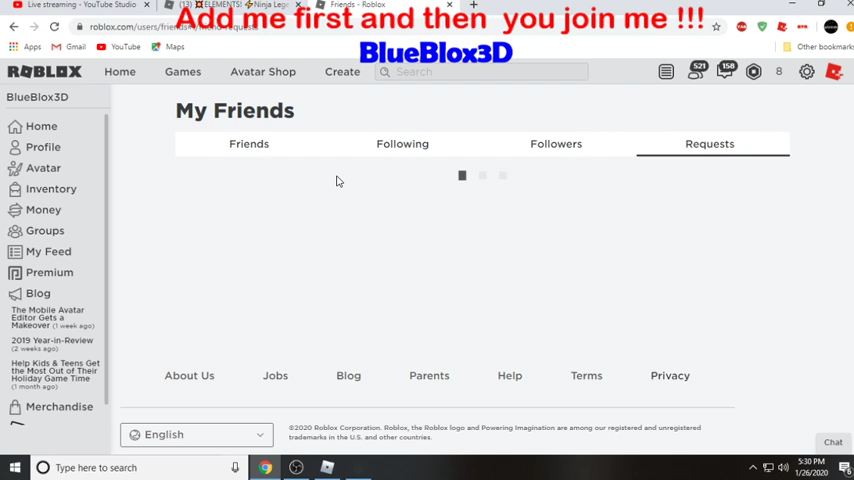 Live streaming - YouTube Studio
(13) 💥ELEMENTS! ⚡Ninja Lege
Friends - Roblox
Add me first and then you join me !!!
roblox.com/users/friends#!/friend-requests
BlueBlox3D
Apps
Gmail
YouTube
Maps
Other bookmarks
ROBLOX
Home
Games
Avatar Shop
Create
Search
521
158
8
BlueBlox3D
My Friends
Friends
Following
Followers
Requests
Home
Profile
Avatar
Inventory
Money
Groups
My Feed
Premium
Blog
The Mobile Avatar
Editor Gets a
Makeover (1 week ago)
2019 Year-in-Review
(2 weeks ago)
Help Kids & Teens Get
the Most Out of Their
Holiday Game Time
(1 month ago)
Merchandise
About Us
Jobs
Blog
Parents
Help
Terms
Privacy
English
©2020 Roblox Corporation. Roblox, the Roblox logo and Powering Imagination are among our registered and unregistered
trademarks in the U.S. and other countries.
Chat
Type here to search
5:30 PM
1/26/2020